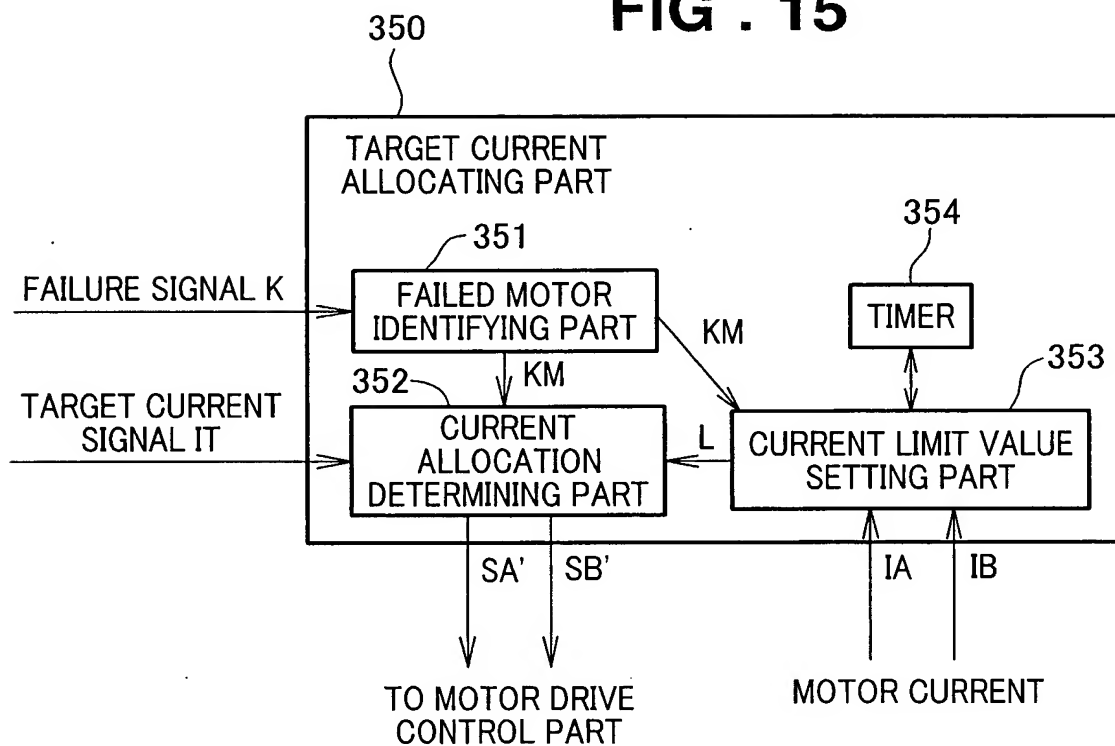 FIG . 15
350
TARGET CURRENT
ALLOCATING PART
354
351
FAILURE SIGNAL K
FAILED MOTOR
IDENTIFYING PART
TIMER
KM
353
352
KM
TARGET CURRENT
SIGNAL IT
CURRENT
ALLOCATION
DETERMINING PART
L
CURRENT LIMIT VALUE
SETTING PART
SA'
SB'
IA
IB
TO MOTOR DRIVE
CONTROL PART
MOTOR CURRENT